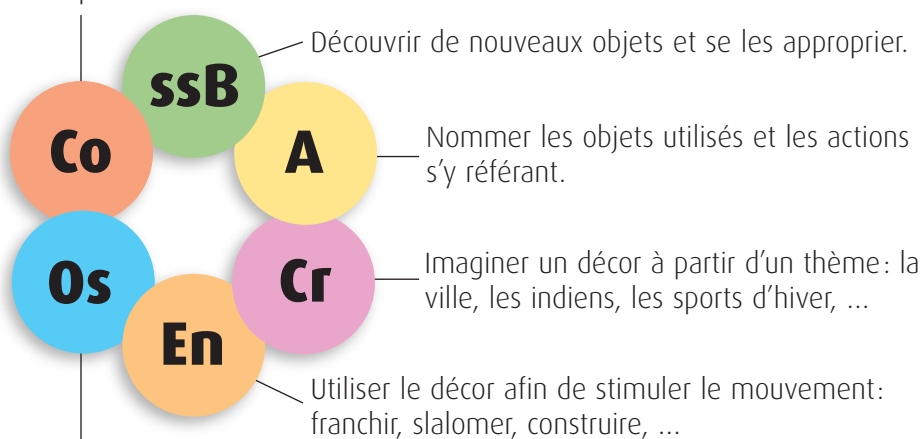 ssB
Découvrir de nouveaux objets et se les approprier.
Co
A
Nommer les objets utilisés et les actions
s'y référant.
Os
Cr
Imaginer un décor à partir d'un thème: la
ville, les indiens, les sports d'hiver, ...
En
Utiliser le décor afin de stimuler le mouvement:
franchir, slalomer, construire, ...